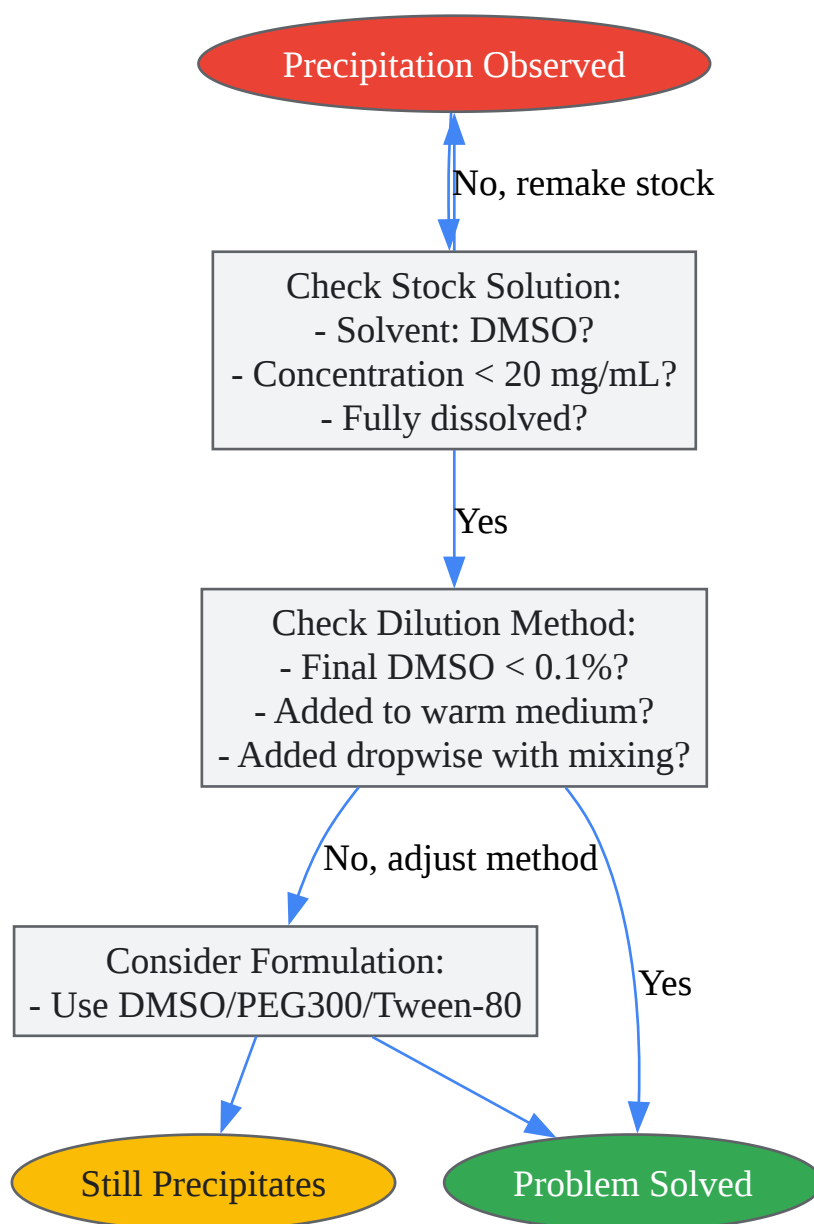 Precipitation Observed
No, remake stock
Check Stock Solution:
- Solvent: DMSO?
- Concentration < 20 mg/mL?
- Fully dissolved?
Yes
Check Dilution Method:
- Final DMSO < 0.1%?
- Added to warm medium?
- Added dropwise with mixing?
No, adjust method
Consider Formulation:
- Use DMSO/PEG300/Tween-80
Yes
Still Precipitates
Problem Solved